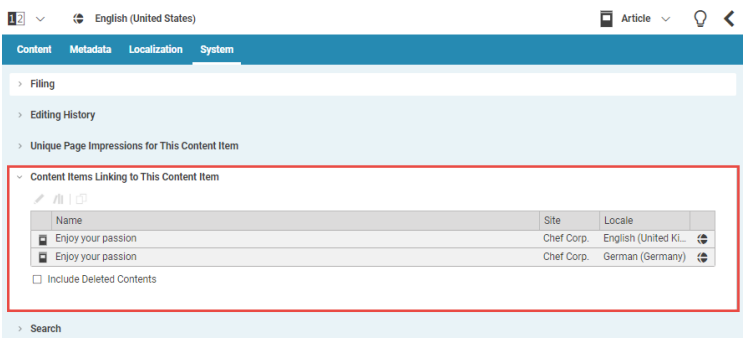 12 English (United States) Article
Content Metadata Localization System
Filing
Editing History
Unique Page Impressions for This Content Item
Content Items Linking to This Content Item
Name Site Locale
Enjoy your passion Chef Corp. English (United Ki...
Enjoy your passion Chef Corp. German (Germany)
Include Deleted Contents
Search